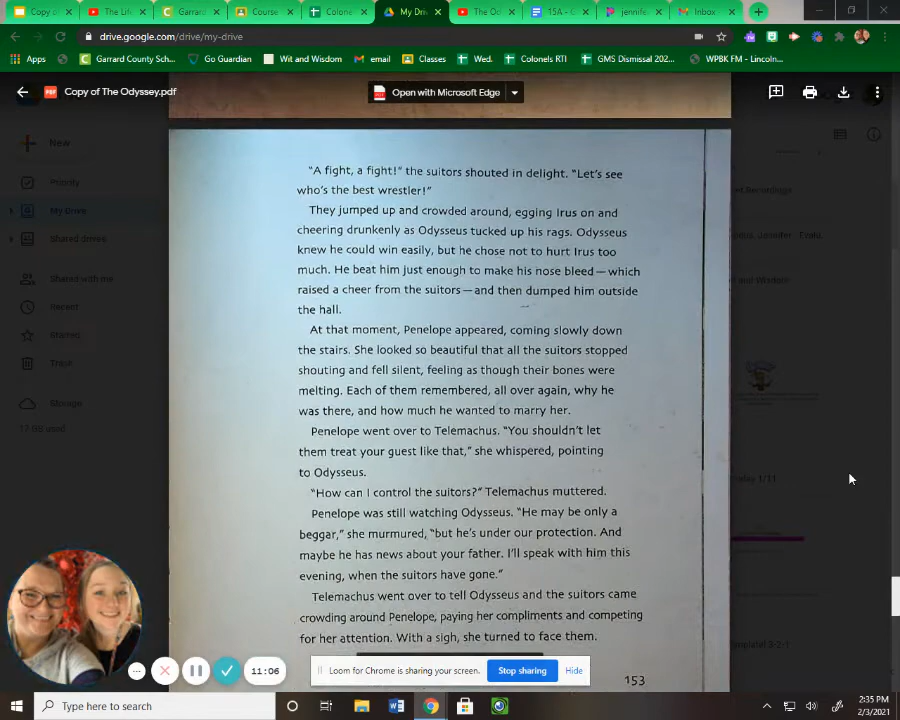 Copy d
The Lif
Garrard
Course
Colone
My Driv
The Od
15A - C
jennife
Inbox
drive.google.com/drive/my-drive
Apps
Garrard County Sch...
Go Guardian
Wit and Wisdom
email
Classes
Wed.
Colonels RTI
GMS Dismissal 202...
WPBK FM - Lincoln...
Copy of The Odyssey.pdf
Open with Microsoft Edge
New
Priority
My Drive
Shared drives
Shared with me
Recent
Starred
Trash
Storage
"A fight, a fight!" the suitors shouted in delight. "Let's see
who's the best wrestler!"
They jumped up and crowded around, egging Irus on and
cheering drunkenly as Odysseus tucked up his rags. Odysseus
knew he could win easily, but he chose not to hurt Irus too
much. He beat him just enough to make his nose bleed—which
raised a cheer from the suitors—and then dumped him outside
the hall.
At that moment, Penelope appeared, coming slowly down
the stairs. She looked so beautiful that all the suitors stopped
shouting and fell silent, feeling as though their bones were
melting. Each of them remembered, all over again, why he
was there, and how much he wanted to marry her.
Penelope went over to Telemachus. "You shouldn't let
them treat your guest like that," she whispered, pointing
to Odysseus.
"How can I control the suitors?" Telemachus muttered.
Penelope was still watching Odysseus. "He may be only a
beggar," she murmured, "but he's under our protection. And
maybe he has news about your father. I'll speak with him this
evening, when the suitors have gone."
Telemachus went over to tell Odysseus and the suitors came
crowding around Penelope, paying her compliments and competing
for her attention. With a sigh, she turned to face them.
153
11:06
Loom for Chrome is sharing your screen.
Stop sharing
Hide
Type here to search
2:35 PM
2/3/2021